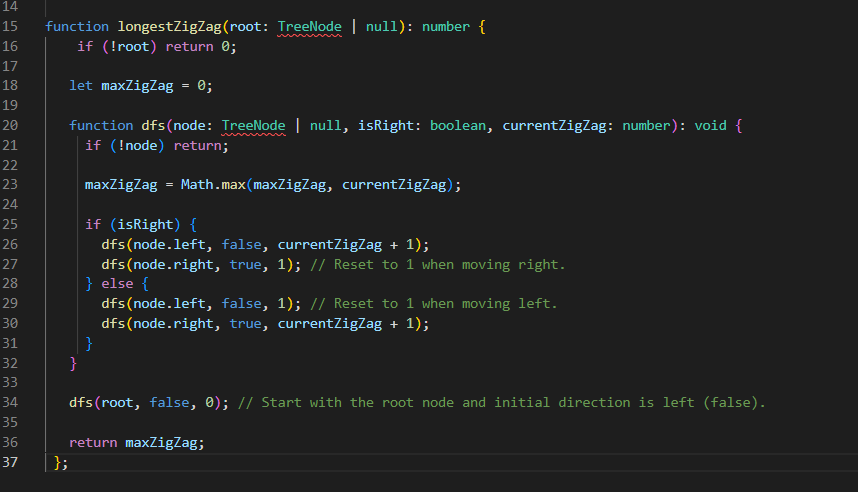 14
15 function longestZigZag(root: TreeNode | null): number {
16 if (!root) return 0;
17
18 let maxZigZag = 0;
19
20 function dfs(node: TreeNode | null, isRight: boolean, currentZigZag: number): void {
21 if (!node) return;
22
23 maxZigZag = Math.max(maxZigZag, currentZigZag);
24
25 if (isRight) {
26 dfs(node.left, false, currentZigZag + 1);
27 dfs(node.right, true, 1); // Reset to 1 when moving right.
28 } else {
29 dfs(node.left, false, 1); // Reset to 1 when moving left.
30 dfs(node.right, true, currentZigZag + 1);
31 }
32 }
33
34 dfs(root, false, 0); // Start with the root node and initial direction is left (false).
35
36 return maxZigZag;
37 };